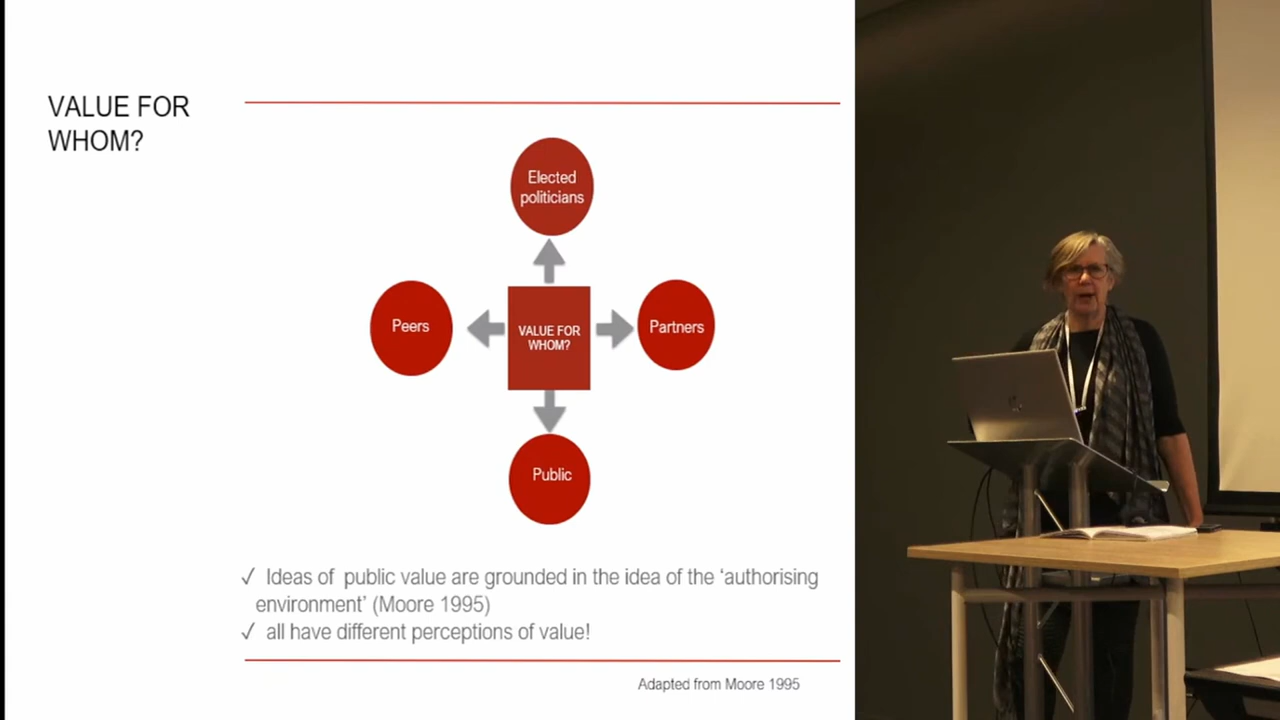 VALUE FOR
WHOM?
Elected
politicians
Peers
VALUE FOR
WHOM?
Partners
Public
✓ Ideas of public value are grounded in the idea of the ‘authorising
environment’ (Moore 1995)
✓ all have different perceptions of value!
Adapted from Moore 1995